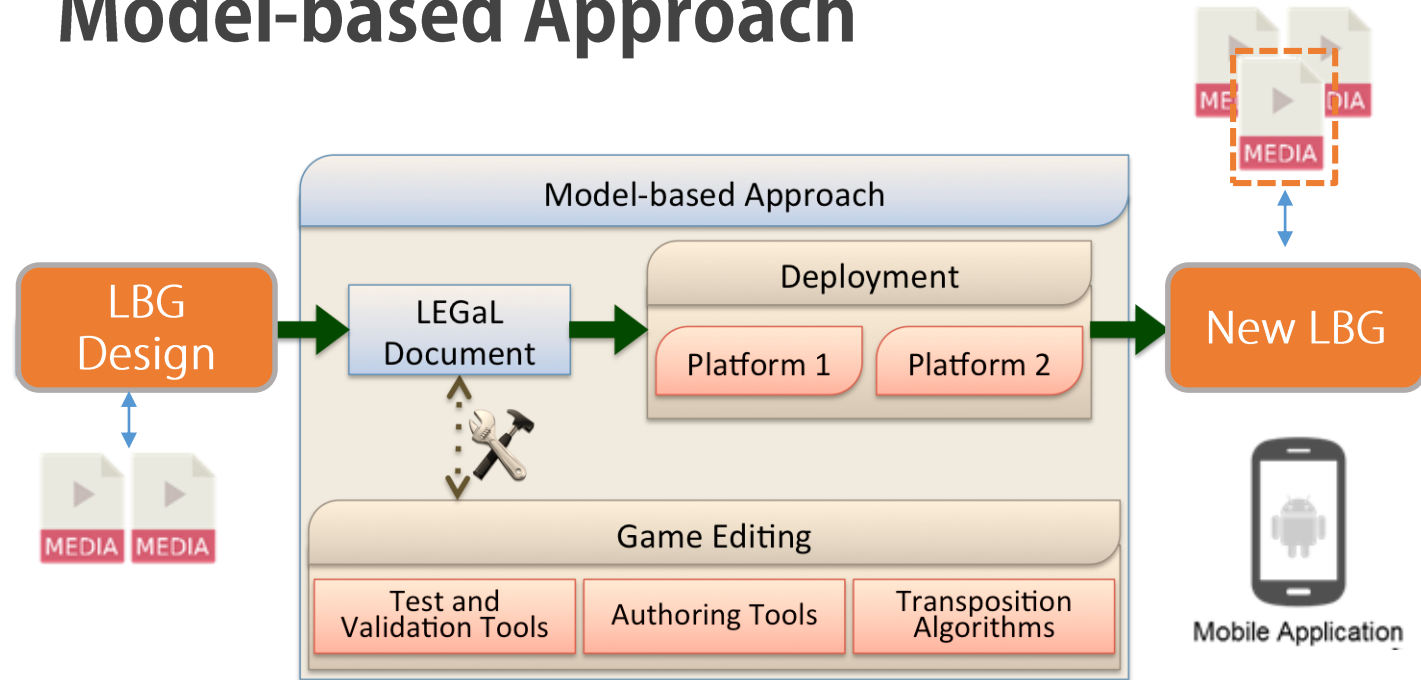 Model-based Approach
MEDIA
DIA
MEDIA
Model-based Approach
LBG
Design
LEGaL
Document
Deployment
Platform 1
Platform 2
New LBG
MEDIA
MEDIA
Game Editing
Test and
Validation Tools
Authoring Tools
Transposition
Algorithms
Mobile Application